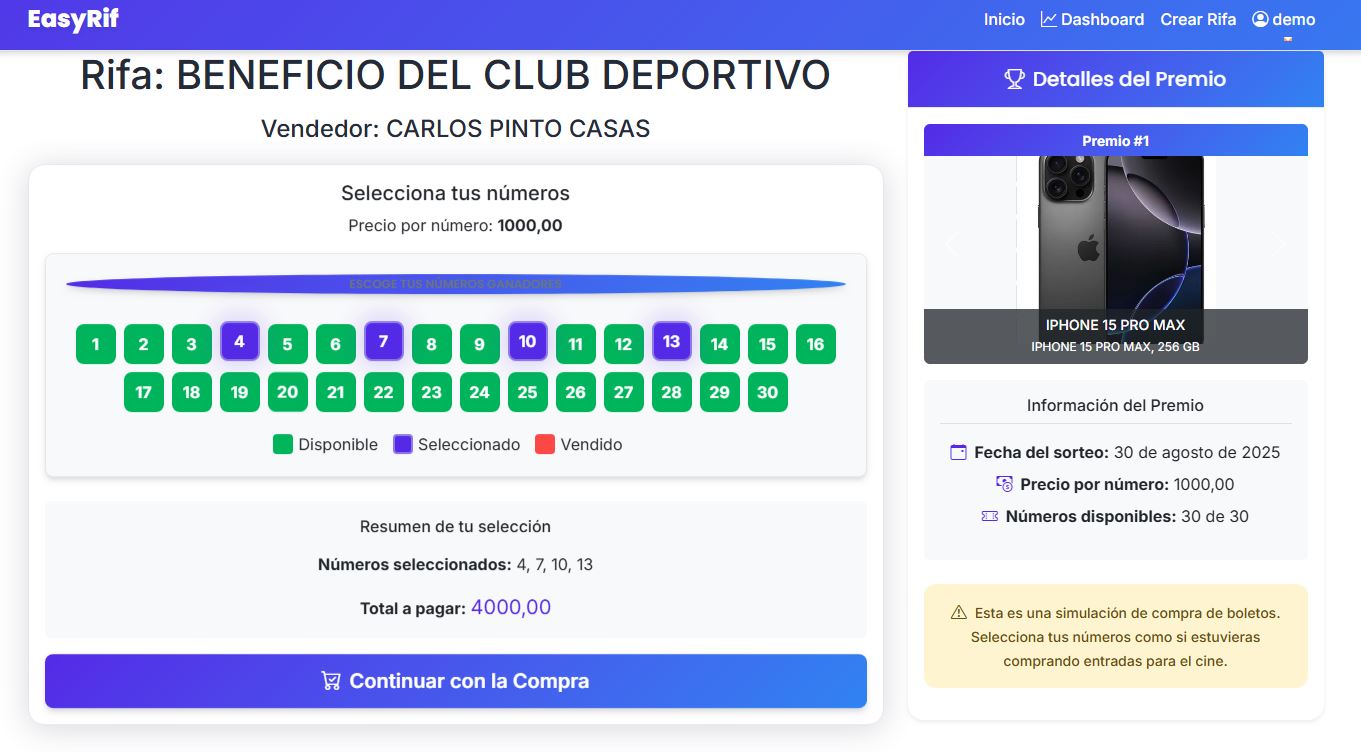 EasyRif
Inicio Dashboard Crear Rifa demo
Rifa: BENEFICIO DEL CLUB DEPORTIVO
Vendedor: CARLOS PINTO CASAS
Selecciona tus números
Precio por número: 1000,00
ESCOGE TUS NÚMEROS GANADORES
1 2 3 4 5 6 7 8 9 10 11 12 13 14 15 16
17 18 19 20 21 22 23 24 25 26 27 28 29 30
Disponible Seleccionado Vendido
Resumen de tu selección
Números seleccionados: 4, 7, 10, 13
Total a pagar: 4000,00
Continuar con la Compra
Detalles del Premio
Premio #1
IPHONE 15 PRO MAX
IPHONE 15 PRO MAX, 256 GB
Información del Premio
Fecha del sorteo: 30 de agosto de 2025
Precio por número: 1000,00
Números disponibles: 30 de 30
Esta es una simulación de compra de boletos.
Selecciona tus números como si estuvieras
comprando entradas para el cine.